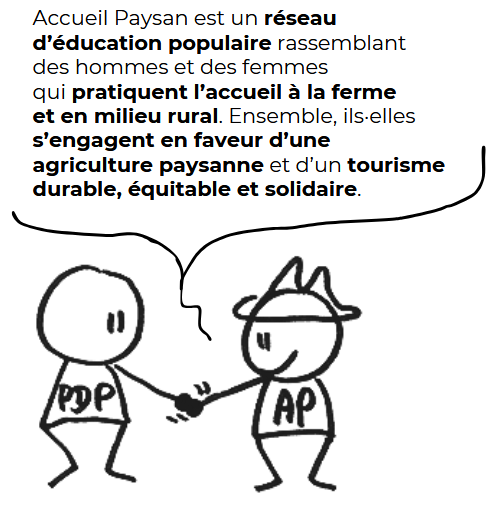 Accueil Paysan est un réseau
d’éducation populaire rassemblant
des hommes et des femmes
qui pratiquent l’accueil à la ferme
et en milieu rural. Ensemble, ils·elles
s’engagent en faveur d’une
agriculture paysanne et d’un tourisme
durable, équitable et solidaire.
PDP
AP